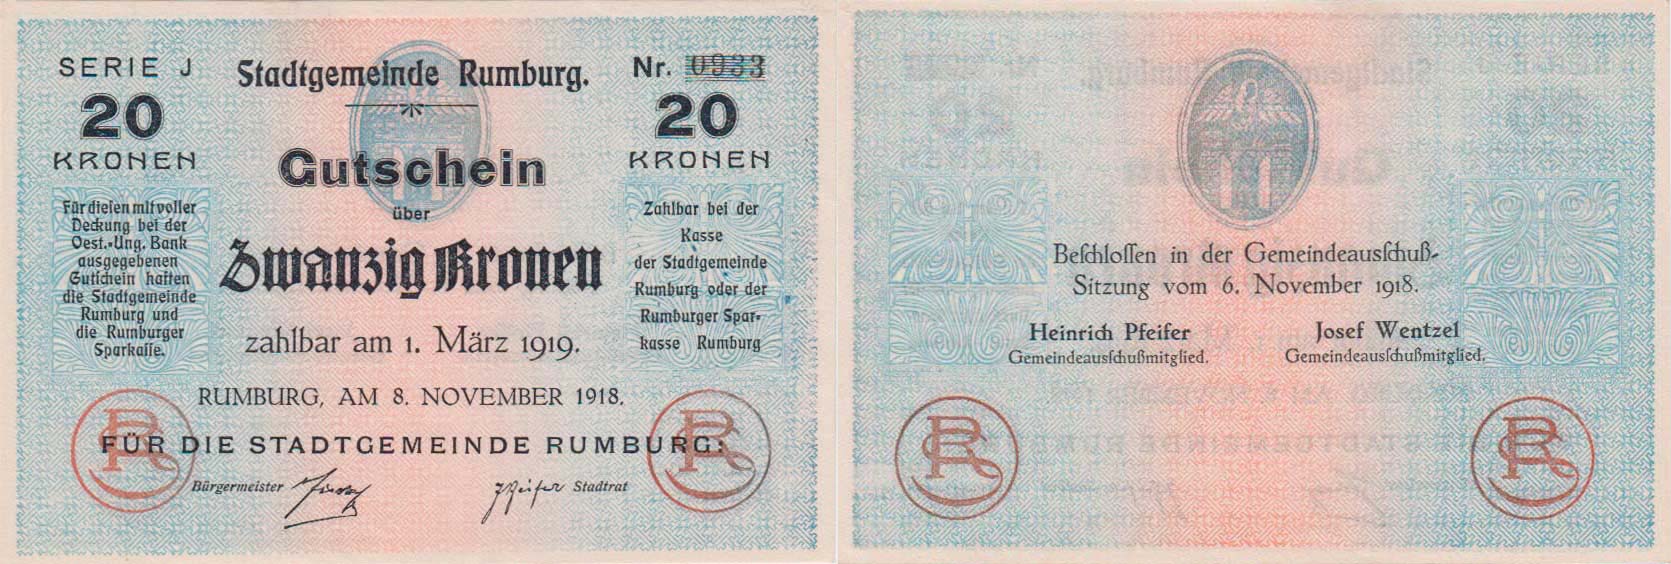 SERIE J
Stadtgemeinde Rumburg.
Nr. 0933
20
KRONEN
20
KRONEN
Gutschein
über
Zwanzig Kronen
zahlbar am 1. März 1919.
Für dieſen mit voller
Deckung bei der
Oest.-Ung. Bank
ausgegebenen
Gutſchein haften
die Stadtgemeinde
Rumburg und
die Rumburger
Sparkaſſe.
Zahlbar bei der
Kasse
der Stadtgemeinde
Rumburg oder der
Rumburger Spar-
kasse Rumburg
RUMBURG, AM 8. NOVEMBER 1918.
FÜR DIE STADTGEMEINDE RUMBURG:
Bürgermeister
J Pfeifer Stadtrat
Beſchloſſen in der Gemeindeausſchuß-
Sitzung vom 6. November 1918.
Heinrich Pfeifer
Gemeindeausſchußmitglied.
Josef Wentzel
Gemeindeausſchußmitglied.